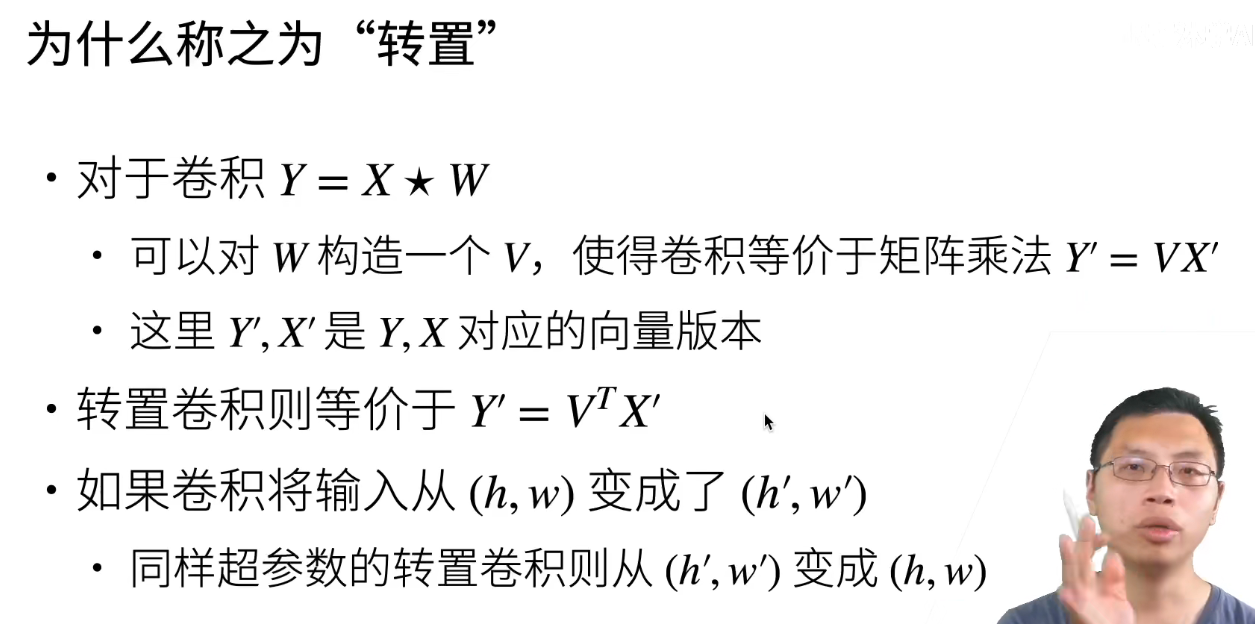 为什么称之为“转置”
• 对于卷积 Y = X ★ W
• 可以对 W 构造一个 V，使得卷积等价于矩阵乘法 Y′ = VX′
• 这里 Y′, X′ 是 Y, X 对应的向量版本
• 转置卷积则等价于 Y′ = VᵀX′
• 如果卷积将输入从 (h, w) 变成了 (h′, w′)
• 同样超参数的转置卷积则从 (h′, w′) 变成 (h, w)